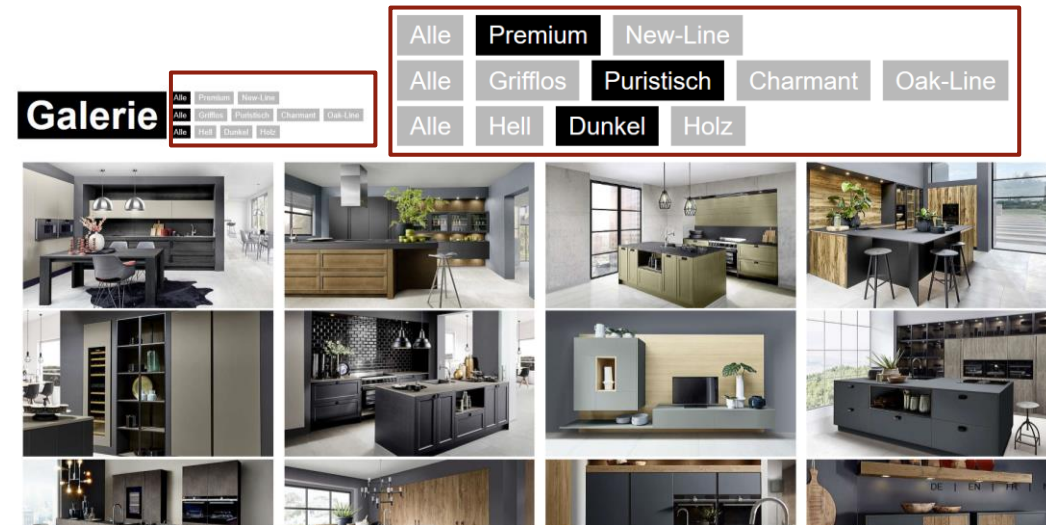 Alle Premium New-Line
Alle Grifflos Puristisch Charmant Oak-Line
Alle Hell Dunkel Holz
Galerie
Alle Premium New-Line
Alle Grifflos Puristisch Charmant Oak-Line
Alle Hell Dunkel Holz
DE | EN | FR |